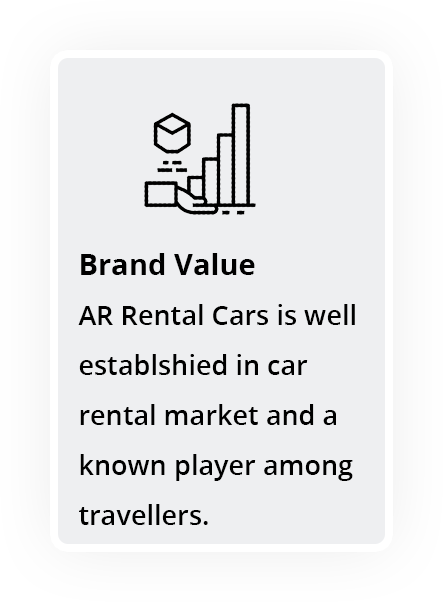 Brand Value
AR Rental Cars is well
establshied in car
rental market and a
known player among
travellers.